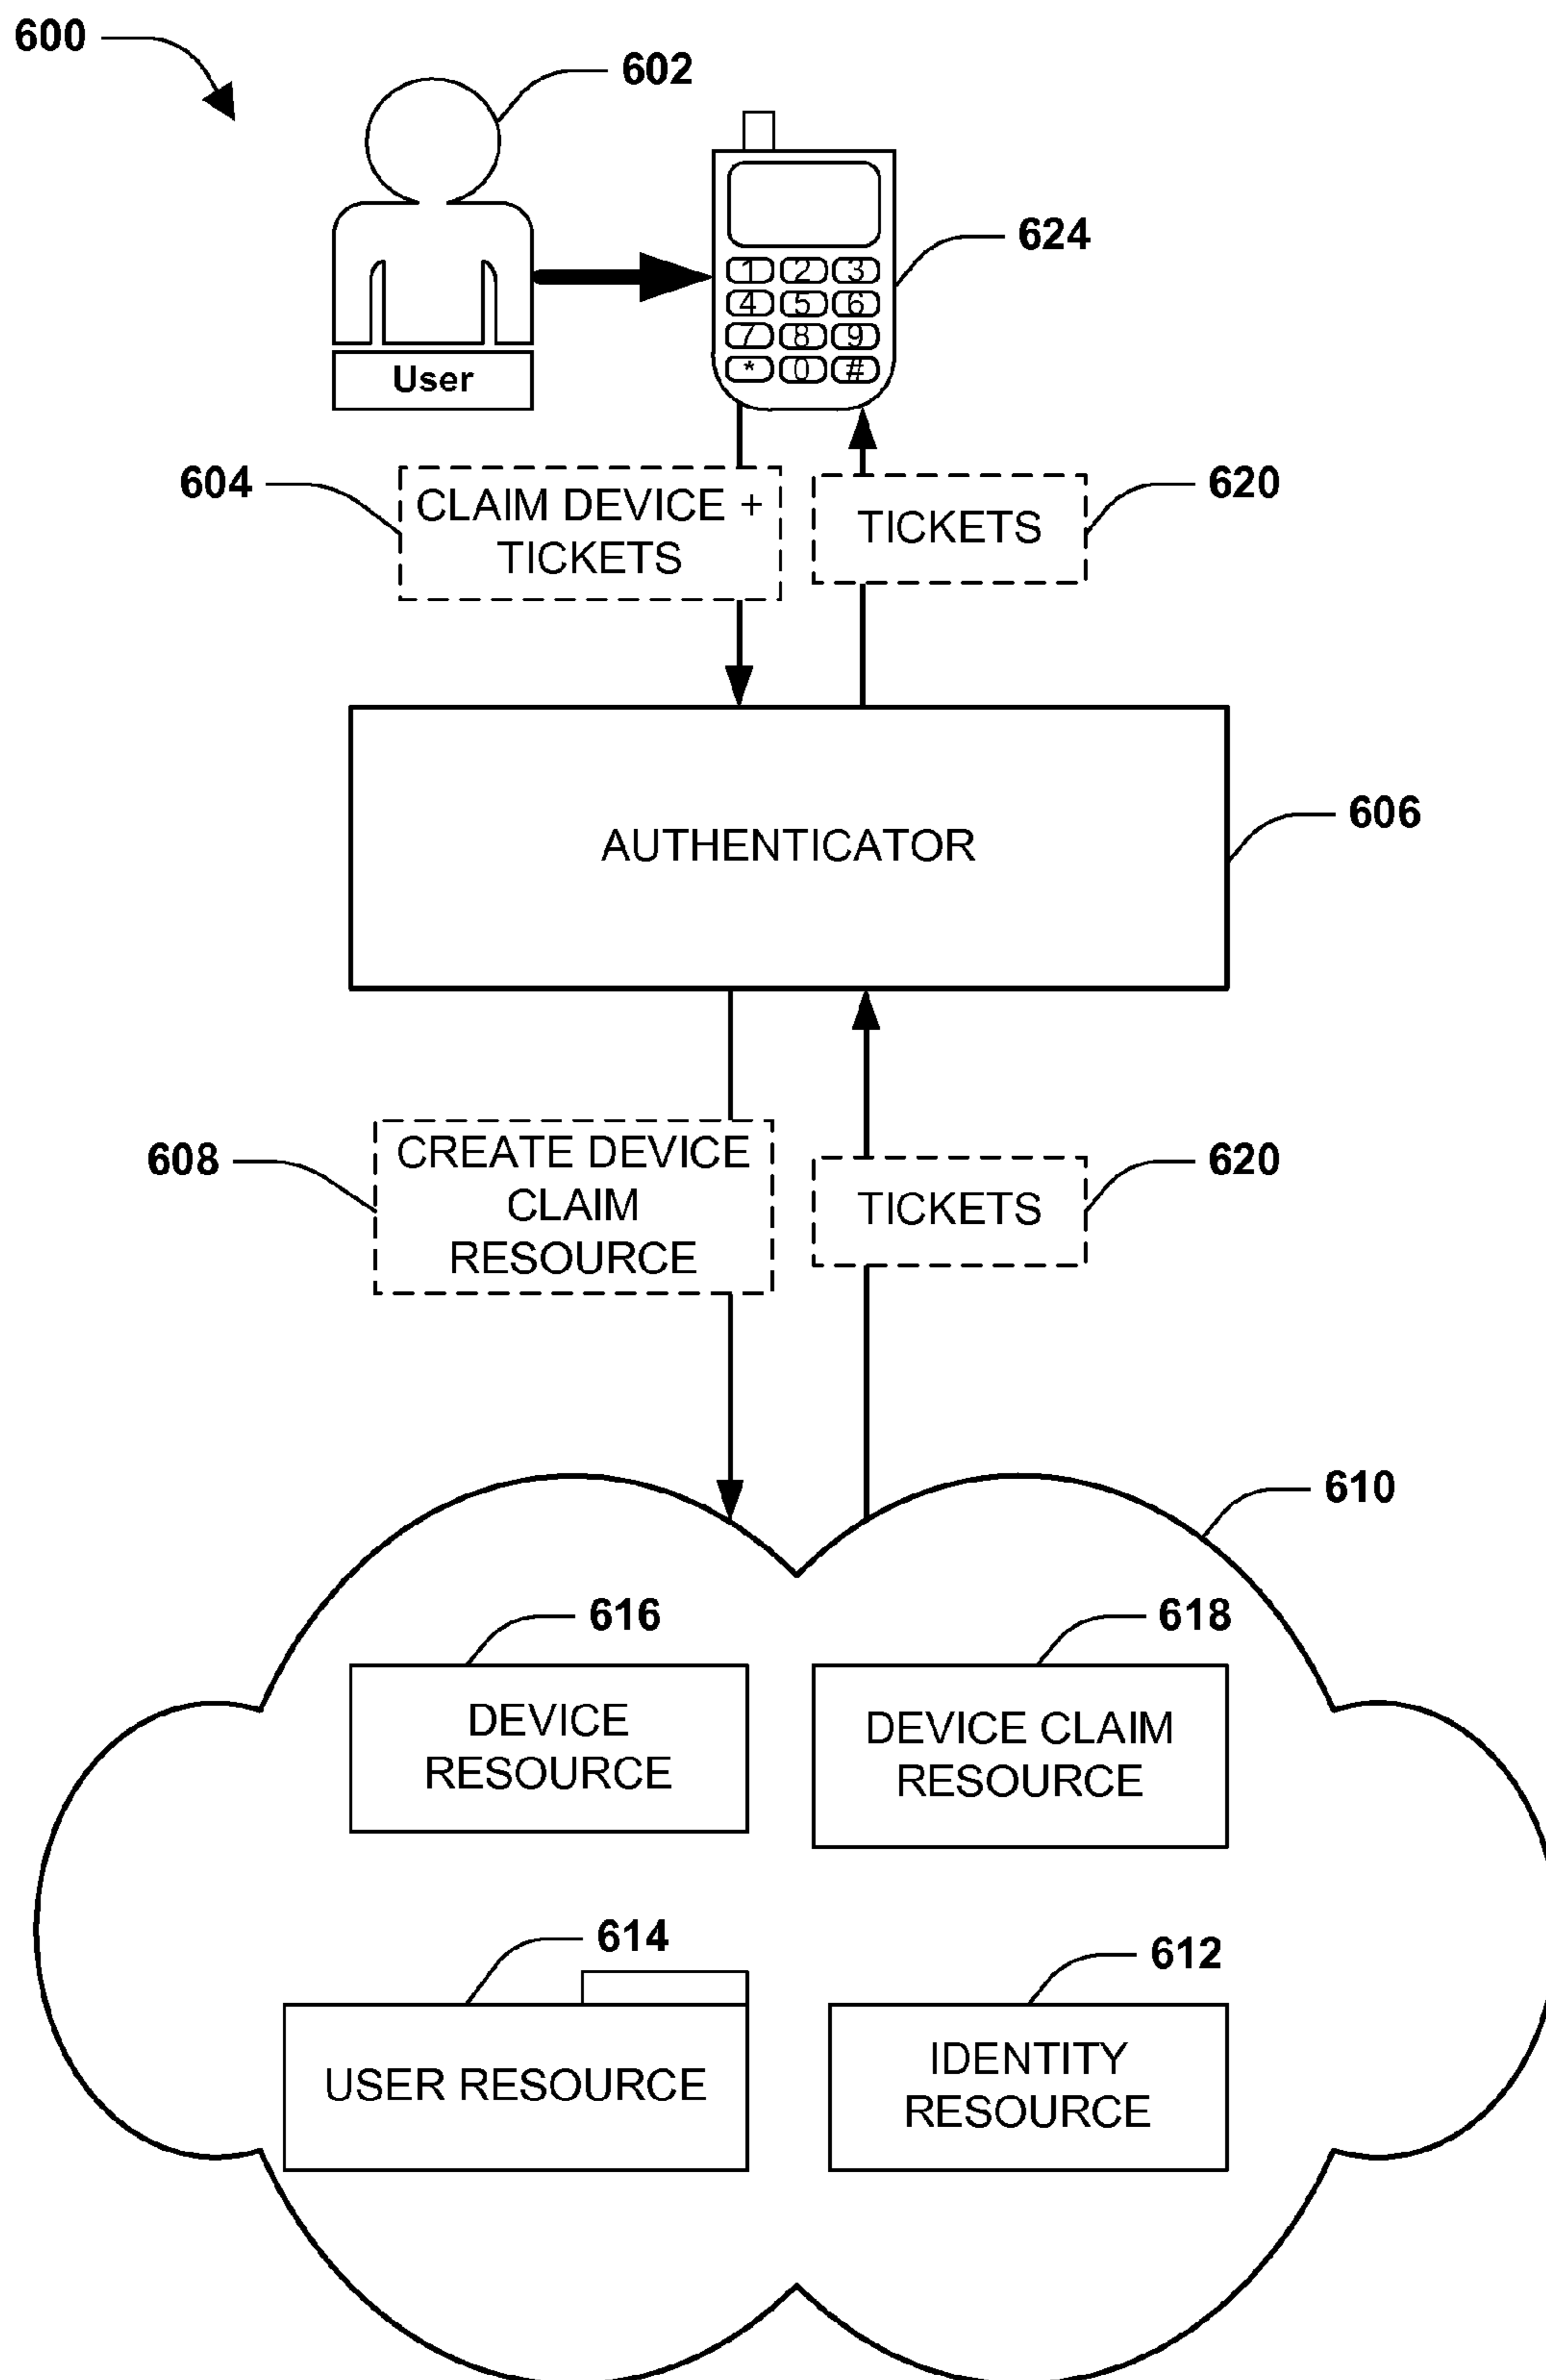 600
602
624
1 2 3
4 5 6
7 8 9
* 0 #
User
604
CLAIM DEVICE +
TICKETS
TICKETS
620
AUTHENTICATOR
606
608
CREATE DEVICE
CLAIM
RESOURCE
TICKETS
620
610
616
DEVICE
RESOURCE
618
DEVICE CLAIM
RESOURCE
614
USER RESOURCE
612
IDENTITY
RESOURCE